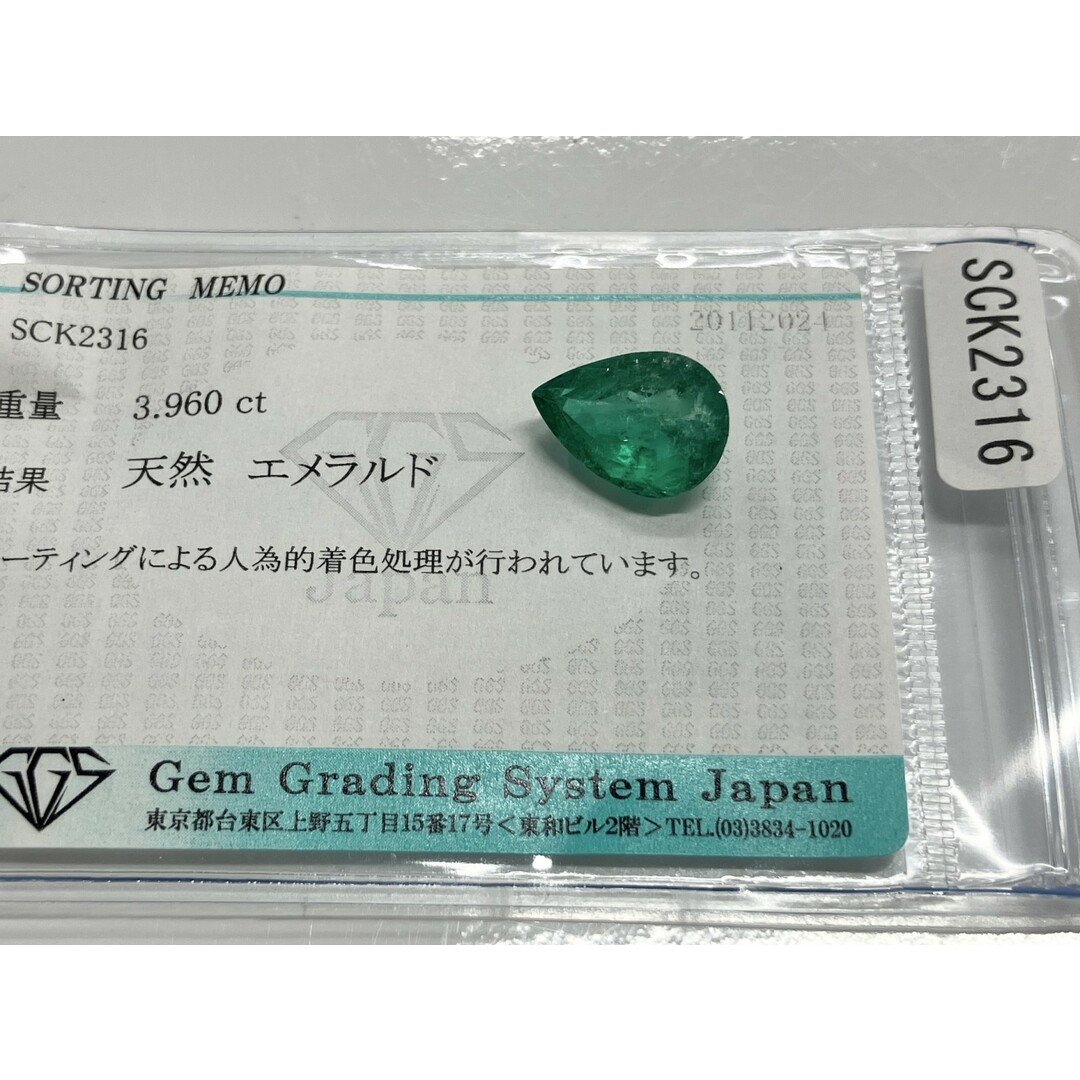 SORTING MEMO
SCK2316
20112024
重量 3.960 ct
結果 天然 エメラルド
ーティングによる人為的着色処理が行われています。
Japan
GGS Gem Grading System Japan
東京都台東区上野五丁目15番17号＜東和ビル2階＞TEL.(03)3834-1020
SCK2316